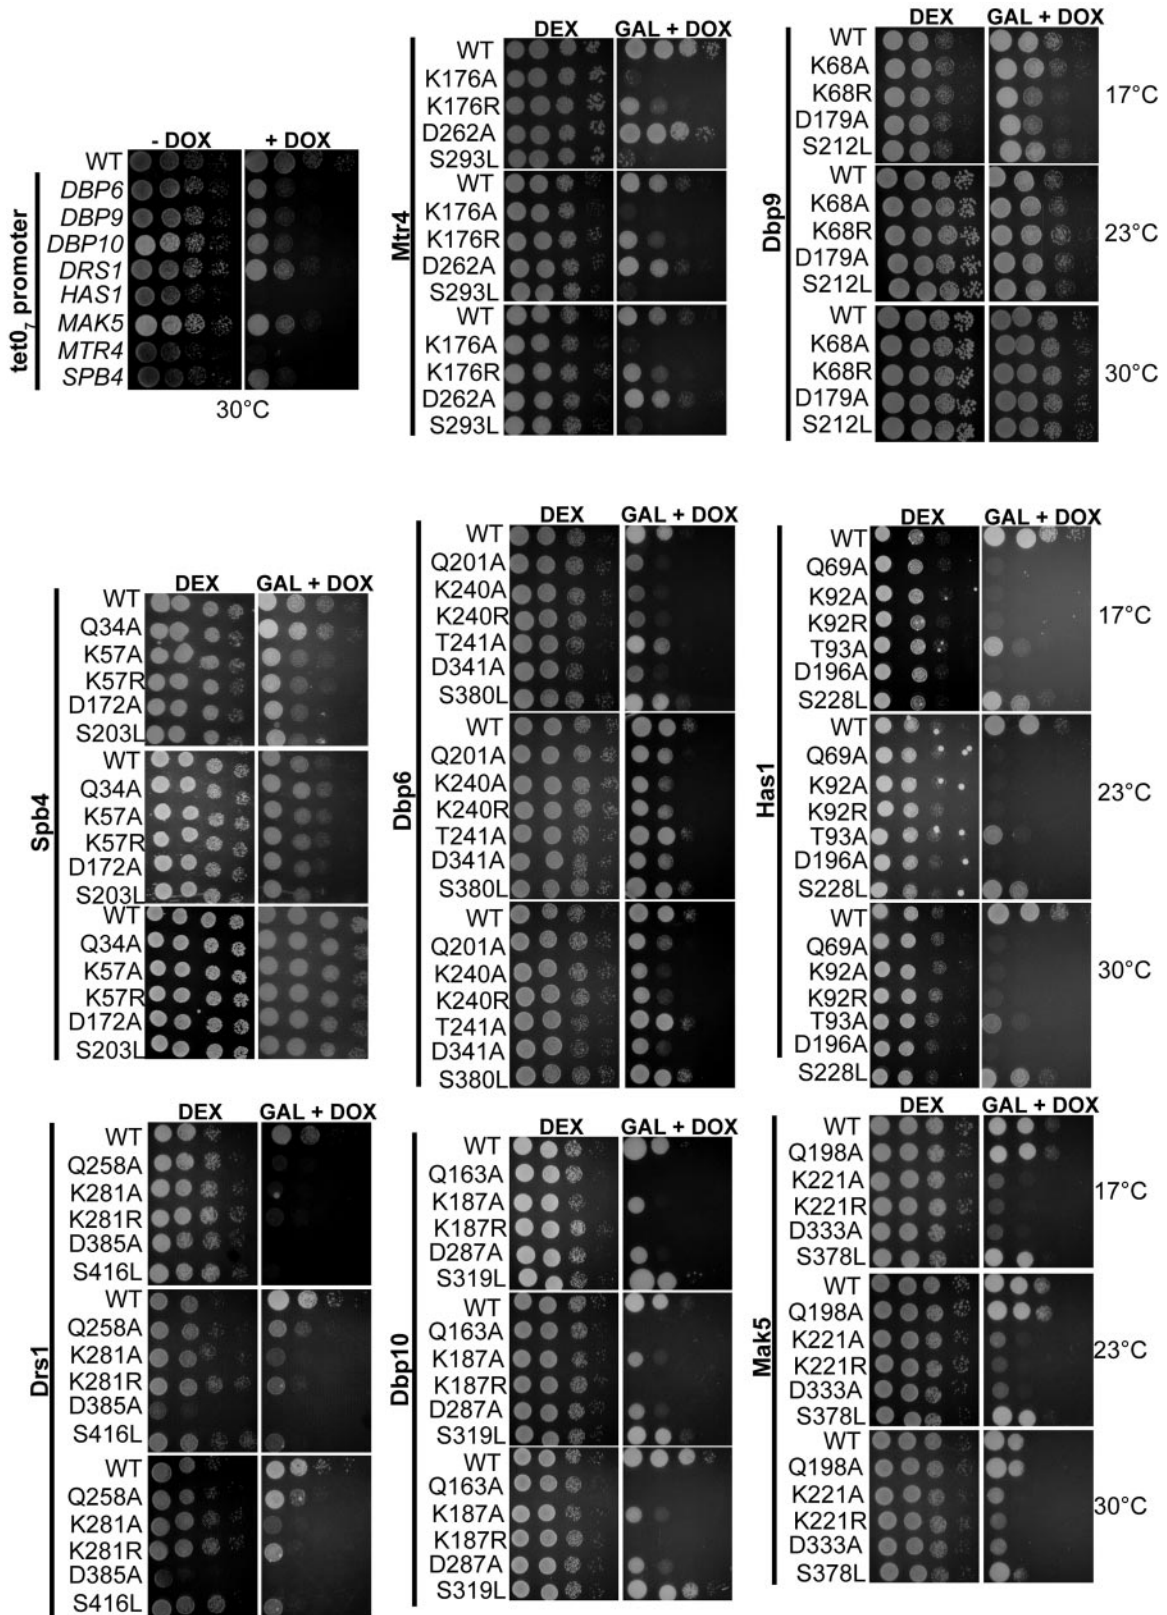 - DOX + DOX
tetO7 promoter
WT
DBP6
DBP9
DBP10
DRS1
HAS1
MAK5
MTR4
SPB4
30°C
DEX GAL + DOX
Mtr4
WT
K176A
K176R
D262A
S293L
WT
K176A
K176R
D262A
S293L
WT
K176A
K176R
D262A
S293L
DEX GAL + DOX
Dbp9
WT
K68A
K68R
D179A
S212L
17°C
WT
K68A
K68R
D179A
S212L
23°C
WT
K68A
K68R
D179A
S212L
30°C
DEX GAL + DOX
Spb4
WT
Q34A
K57A
K57R
D172A
S203L
WT
Q34A
K57A
K57R
D172A
S203L
WT
Q34A
K57A
K57R
D172A
S203L
DEX GAL + DOX
Dbp6
WT
Q201A
K240A
K240R
T241A
D341A
S380L
WT
Q201A
K240A
K240R
T241A
D341A
S380L
WT
Q201A
K240A
K240R
T241A
D341A
S380L
DEX GAL + DOX
Has1
WT
Q69A
K92A
K92R
T93A
D196A
S228L
17°C
WT
Q69A
K92A
K92R
T93A
D196A
S228L
23°C
WT
Q69A
K92A
K92R
T93A
D196A
S228L
30°C
DEX GAL + DOX
Drs1
WT
Q258A
K281A
K281R
D385A
S416L
WT
Q258A
K281A
K281R
D385A
S416L
WT
Q258A
K281A
K281R
D385A
S416L
DEX GAL + DOX
Dbp10
WT
Q163A
K187A
K187R
D287A
S319L
WT
Q163A
K187A
K187R
D287A
S319L
WT
Q163A
K187A
K187R
D287A
S319L
DEX GAL + DOX
Mak5
WT
Q198A
K221A
K221R
D333A
S378L
17°C
WT
Q198A
K221A
K221R
D333A
S378L
23°C
WT
Q198A
K221A
K221R
D333A
S378L
30°C